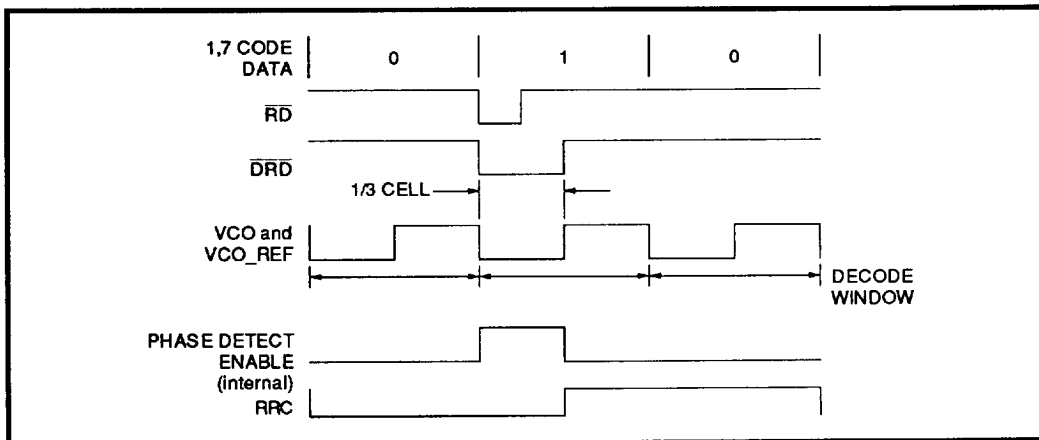 1,7 CODE
DATA
0 1 0
RD
DRD
1/3 CELL
VCO and
VCO_REF
DECODE
WINDOW
PHASE DETECT
ENABLE
(internal)
RRC